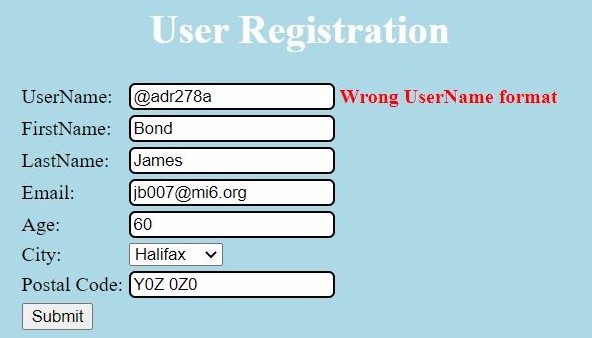 User Registration
UserName: @adr278a Wrong UserName format
FirstName: Bond
LastName: James
Email: jb007@mi6.org
Age: 60
City: Halifax
Postal Code: Y0Z 0Z0
Submit